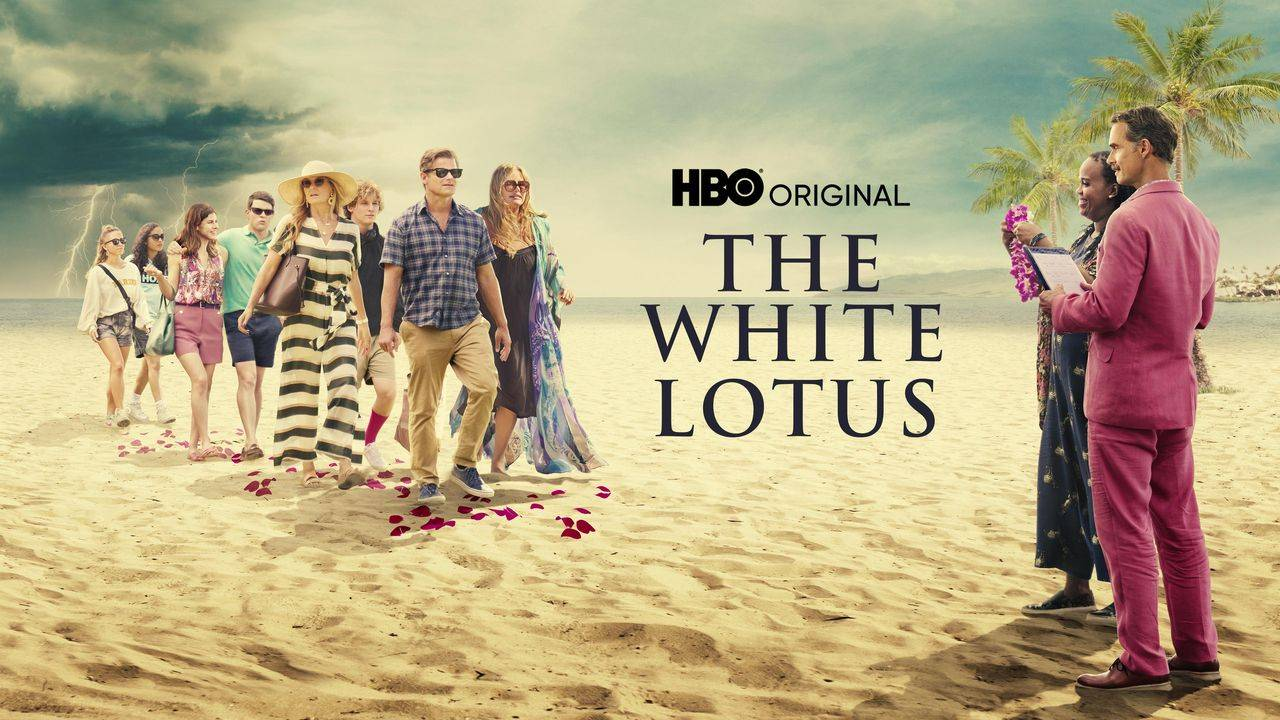 HBO ORIGINAL
THE
WHITE
LOTUS